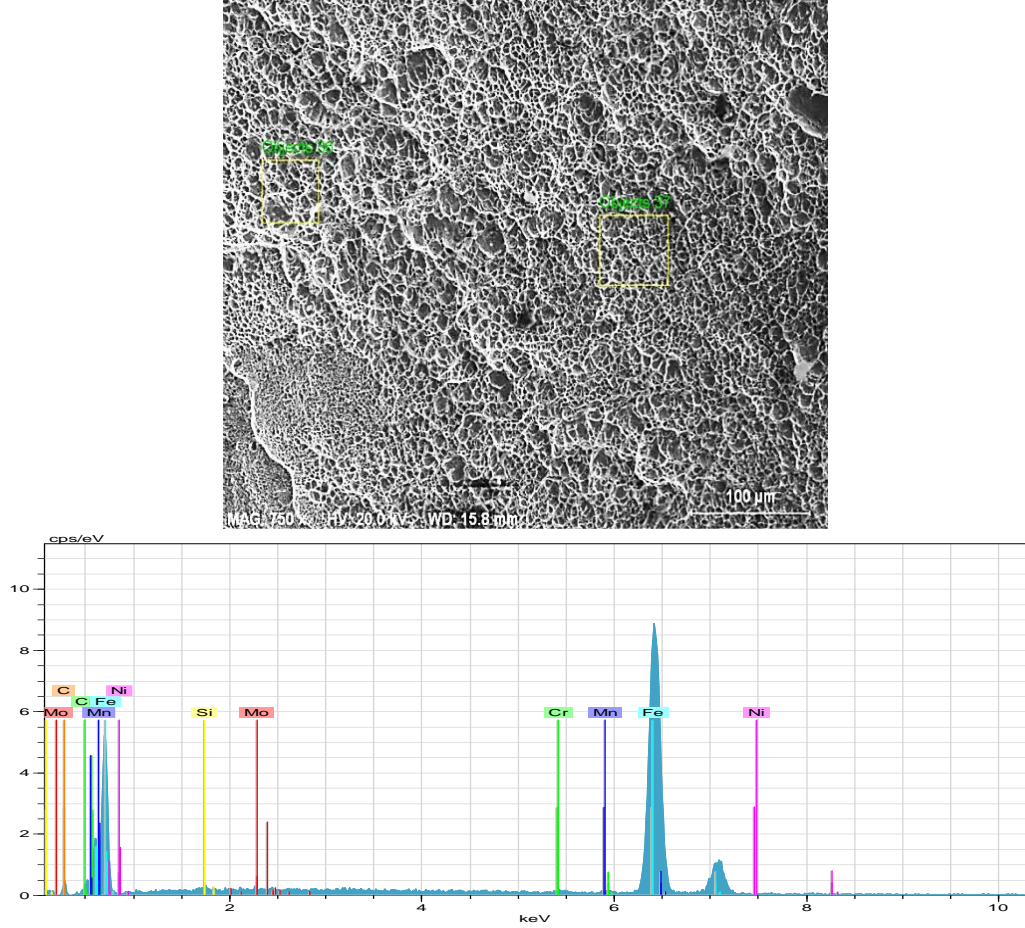 Objects 37
MAG: 750 x HV: 20.0 kV WD: 15.8 mm
100 µm
cps/eV
10
8
6
4
2
0
C Ni
C Fe
Mo Mn Si Mo Cr Mn Fe Ni
2 4 6 8 10
keV